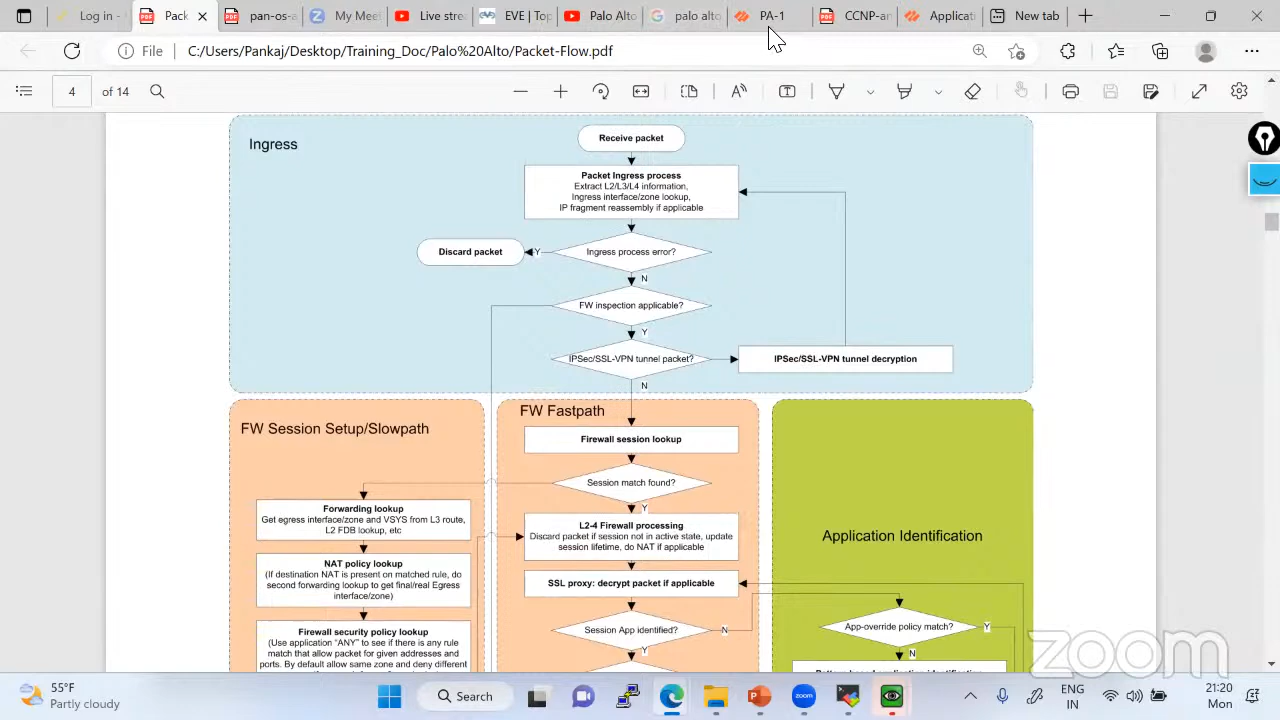 Log in -
Pack
pan-os
Z Meet
Live stre
EVE | Top
Palo Alto
palo alto
PA-1
CCNP-an
Applicati
New tab
File
C:/Users/Pankaj/Desktop/Training_Doc/Palo%20Alto/Packet-Flow.pdf
4 of 14
Ingress
Receive packet
Packet Ingress process
Extract L2/L3/L4 information,
Ingress interface/zone lookup,
IP fragment reassembly if applicable
Discard packet
Y
Ingress process error?
N
FW inspection applicable?
Y
IPSec/SSL-VPN tunnel packet?
IPSec/SSL-VPN tunnel decryption
N
FW Session Setup/Slowpath
FW Fastpath
Firewall session lookup
Session match found?
Y
Forwarding lookup
Get egress interface/zone and VSYS from L3 route,
L2 FDB lookup, etc
L2-4 Firewall processing
Discard packet if session not in active state, update
session lifetime, do NAT if applicable
Application Identification
NAT policy lookup
(If destination NAT is present on matched rule, do
second forwarding lookup to get final/real Egress
interface/zone)
SSL proxy: decrypt packet if applicable
Session App identified?
N
Y
App-override policy match?
Y
N
Firewall security policy lookup
(Use application "ANY" to see if there is any rule
match that allow packet for given addresses and
ports. By default allow same zone and deny different
zoom
55°F
Partly clou
Search
zoom
ENG
IN
21:20
Mon